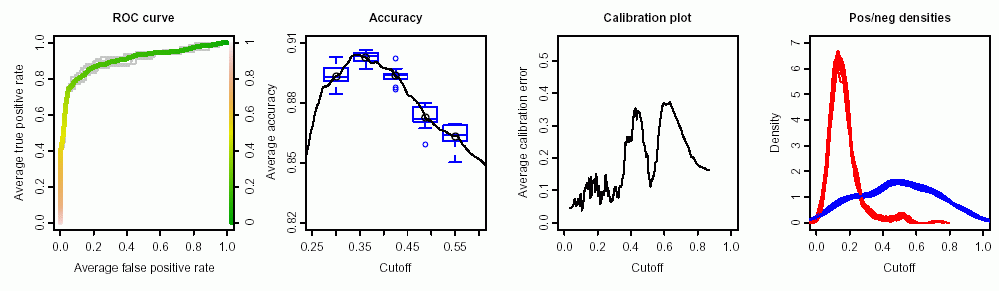 ROC curve
Average true positive rate
0.0 0.2 0.4 0.6 0.8 1.0
0 0.2 0.4 0.6 0.8 1
0.0 0.2 0.4 0.6 0.8 1.0
Average false positive rate
Accuracy
Average accuracy
0.82 0.85 0.88 0.91
0.25 0.35 0.45 0.55
Cutoff
Calibration plot
Average calibration error
0.0 0.1 0.2 0.3 0.4 0.5
0.0 0.2 0.4 0.6 0.8 1.0
Cutoff
Pos/neg densities
Density
0 1 2 3 4 5 6 7
0.0 0.2 0.4 0.6 0.8 1.0
Cutoff